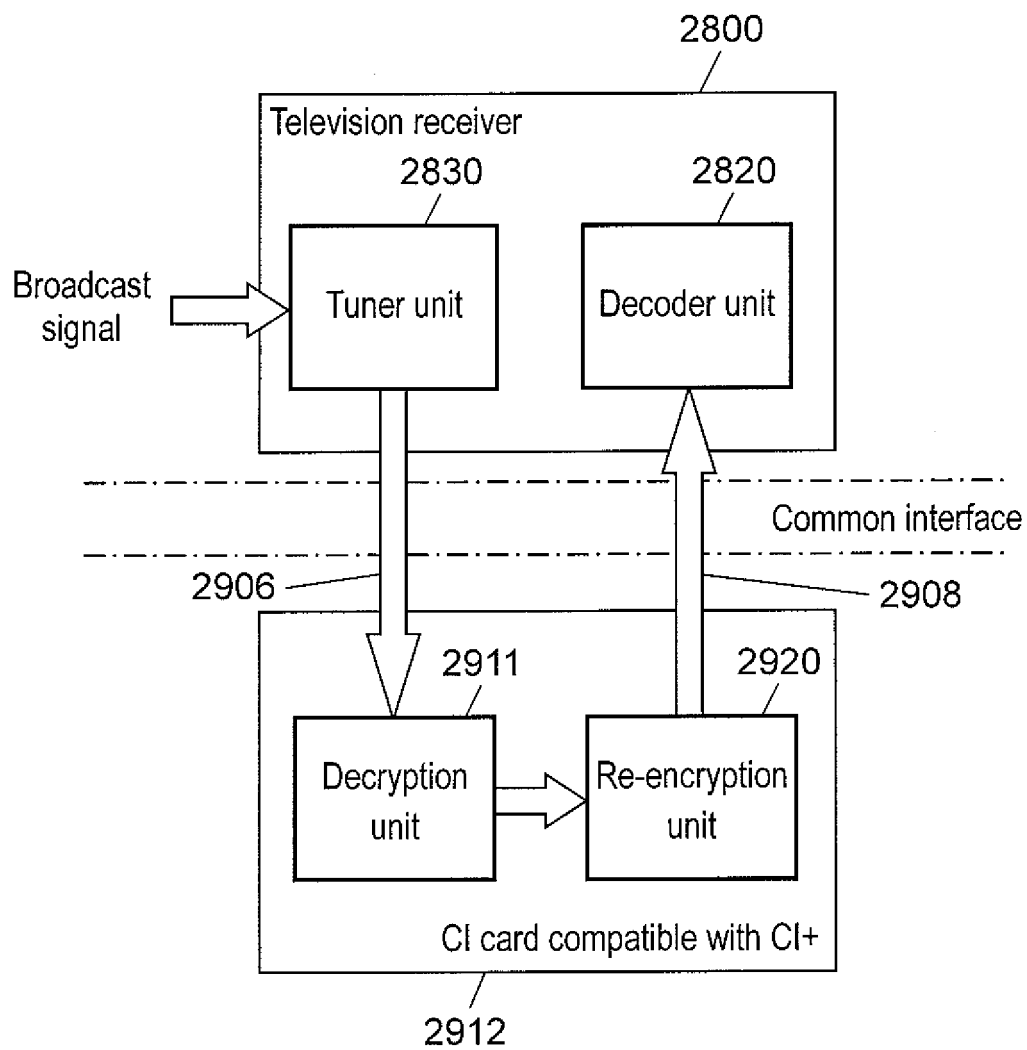 2800
Television receiver
2830
2820
Broadcast
signal
Tuner unit
Decoder unit
Common interface
2906
2908
2911
2920
Decryption
unit
Re-encryption
unit
CI card compatible with CI+
2912